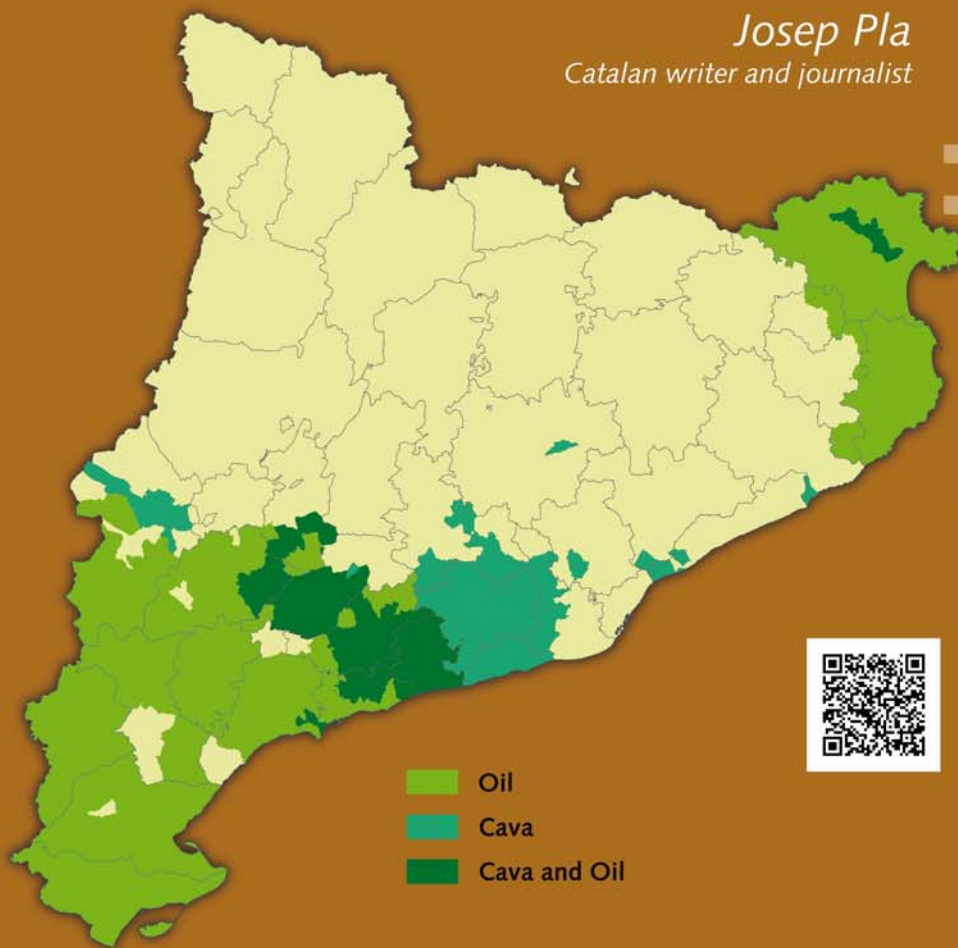 Josep Pla
Catalan writer and journalist
Oil
Cava
Cava and Oil